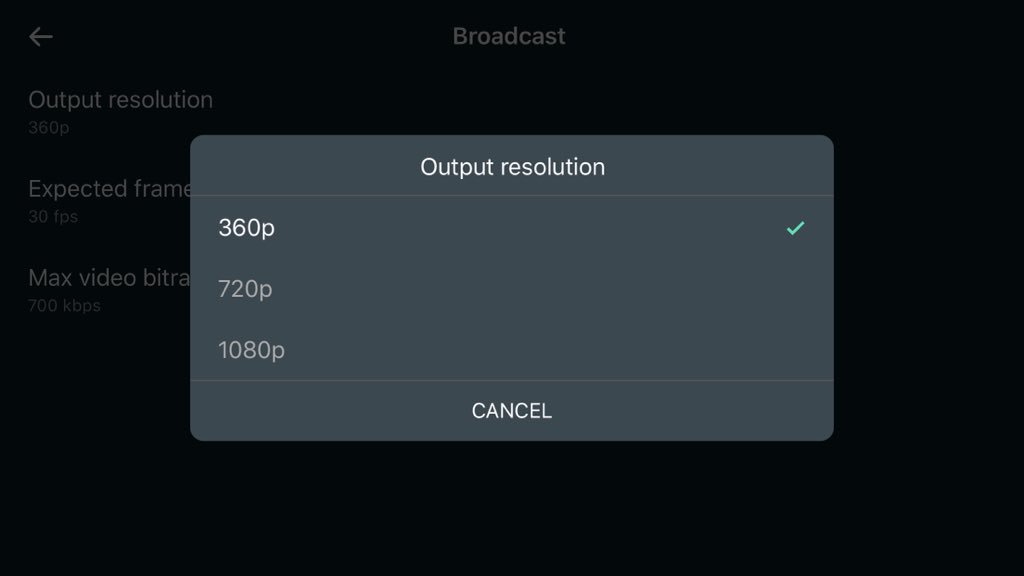 Broadcast
Output resolution
360p
Expected frame
30 fps
Max video bitra
700 kbps
Output resolution
360p
720p
1080p
CANCEL